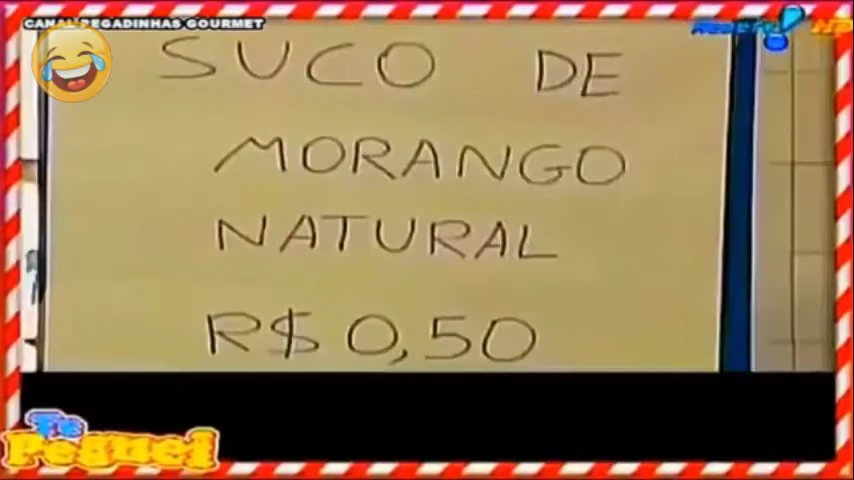 CANAL PEGADINHAS GOURMET
SUCO DE
MORANGO
NATURAL
R$ 0,50
Te
Peguei